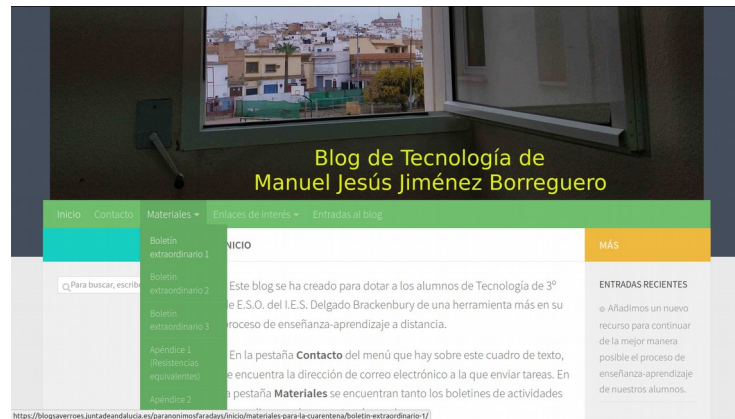 Blog de Tecnología de
Manuel Jesús Jiménez Borreguero
Inicio Contacto Materiales Enlaces de interés Entradas al blog
Boletín
extraordinario 1
Boletín
extraordinario 2
Boletín
extraordinario 3
Apéndice 1
(Resistencias
equivalentes)
Apéndice 2
Para buscar, escribe
NICIO
Este blog se ha creado para dotar a los alumnos de Tecnología de 3º
e E.S.O. del I.E.S. Delgado Brackenbury de una herramienta más en su
roceso de enseñanza-aprendizaje a distancia.
En la pestaña Contacto del menú que hay sobre este cuadro de texto,
e encuentra la dirección de correo electrónico a la que enviar tareas. En
a pestaña Materiales se encuentran tanto los boletines de actividades
MÁS
ENTRADAS RECIENTES
Añadimos un nuevo
recurso para continuar
de la mejor manera
posible el proceso de
enseñanza-aprendizaje
de nuestros alumnos.
https://blogsaverroes.juntadeandalucia.es/paranonimosfaradays/inicio/materiales-para-la-cuarentena/boletin-extraordinario-1/